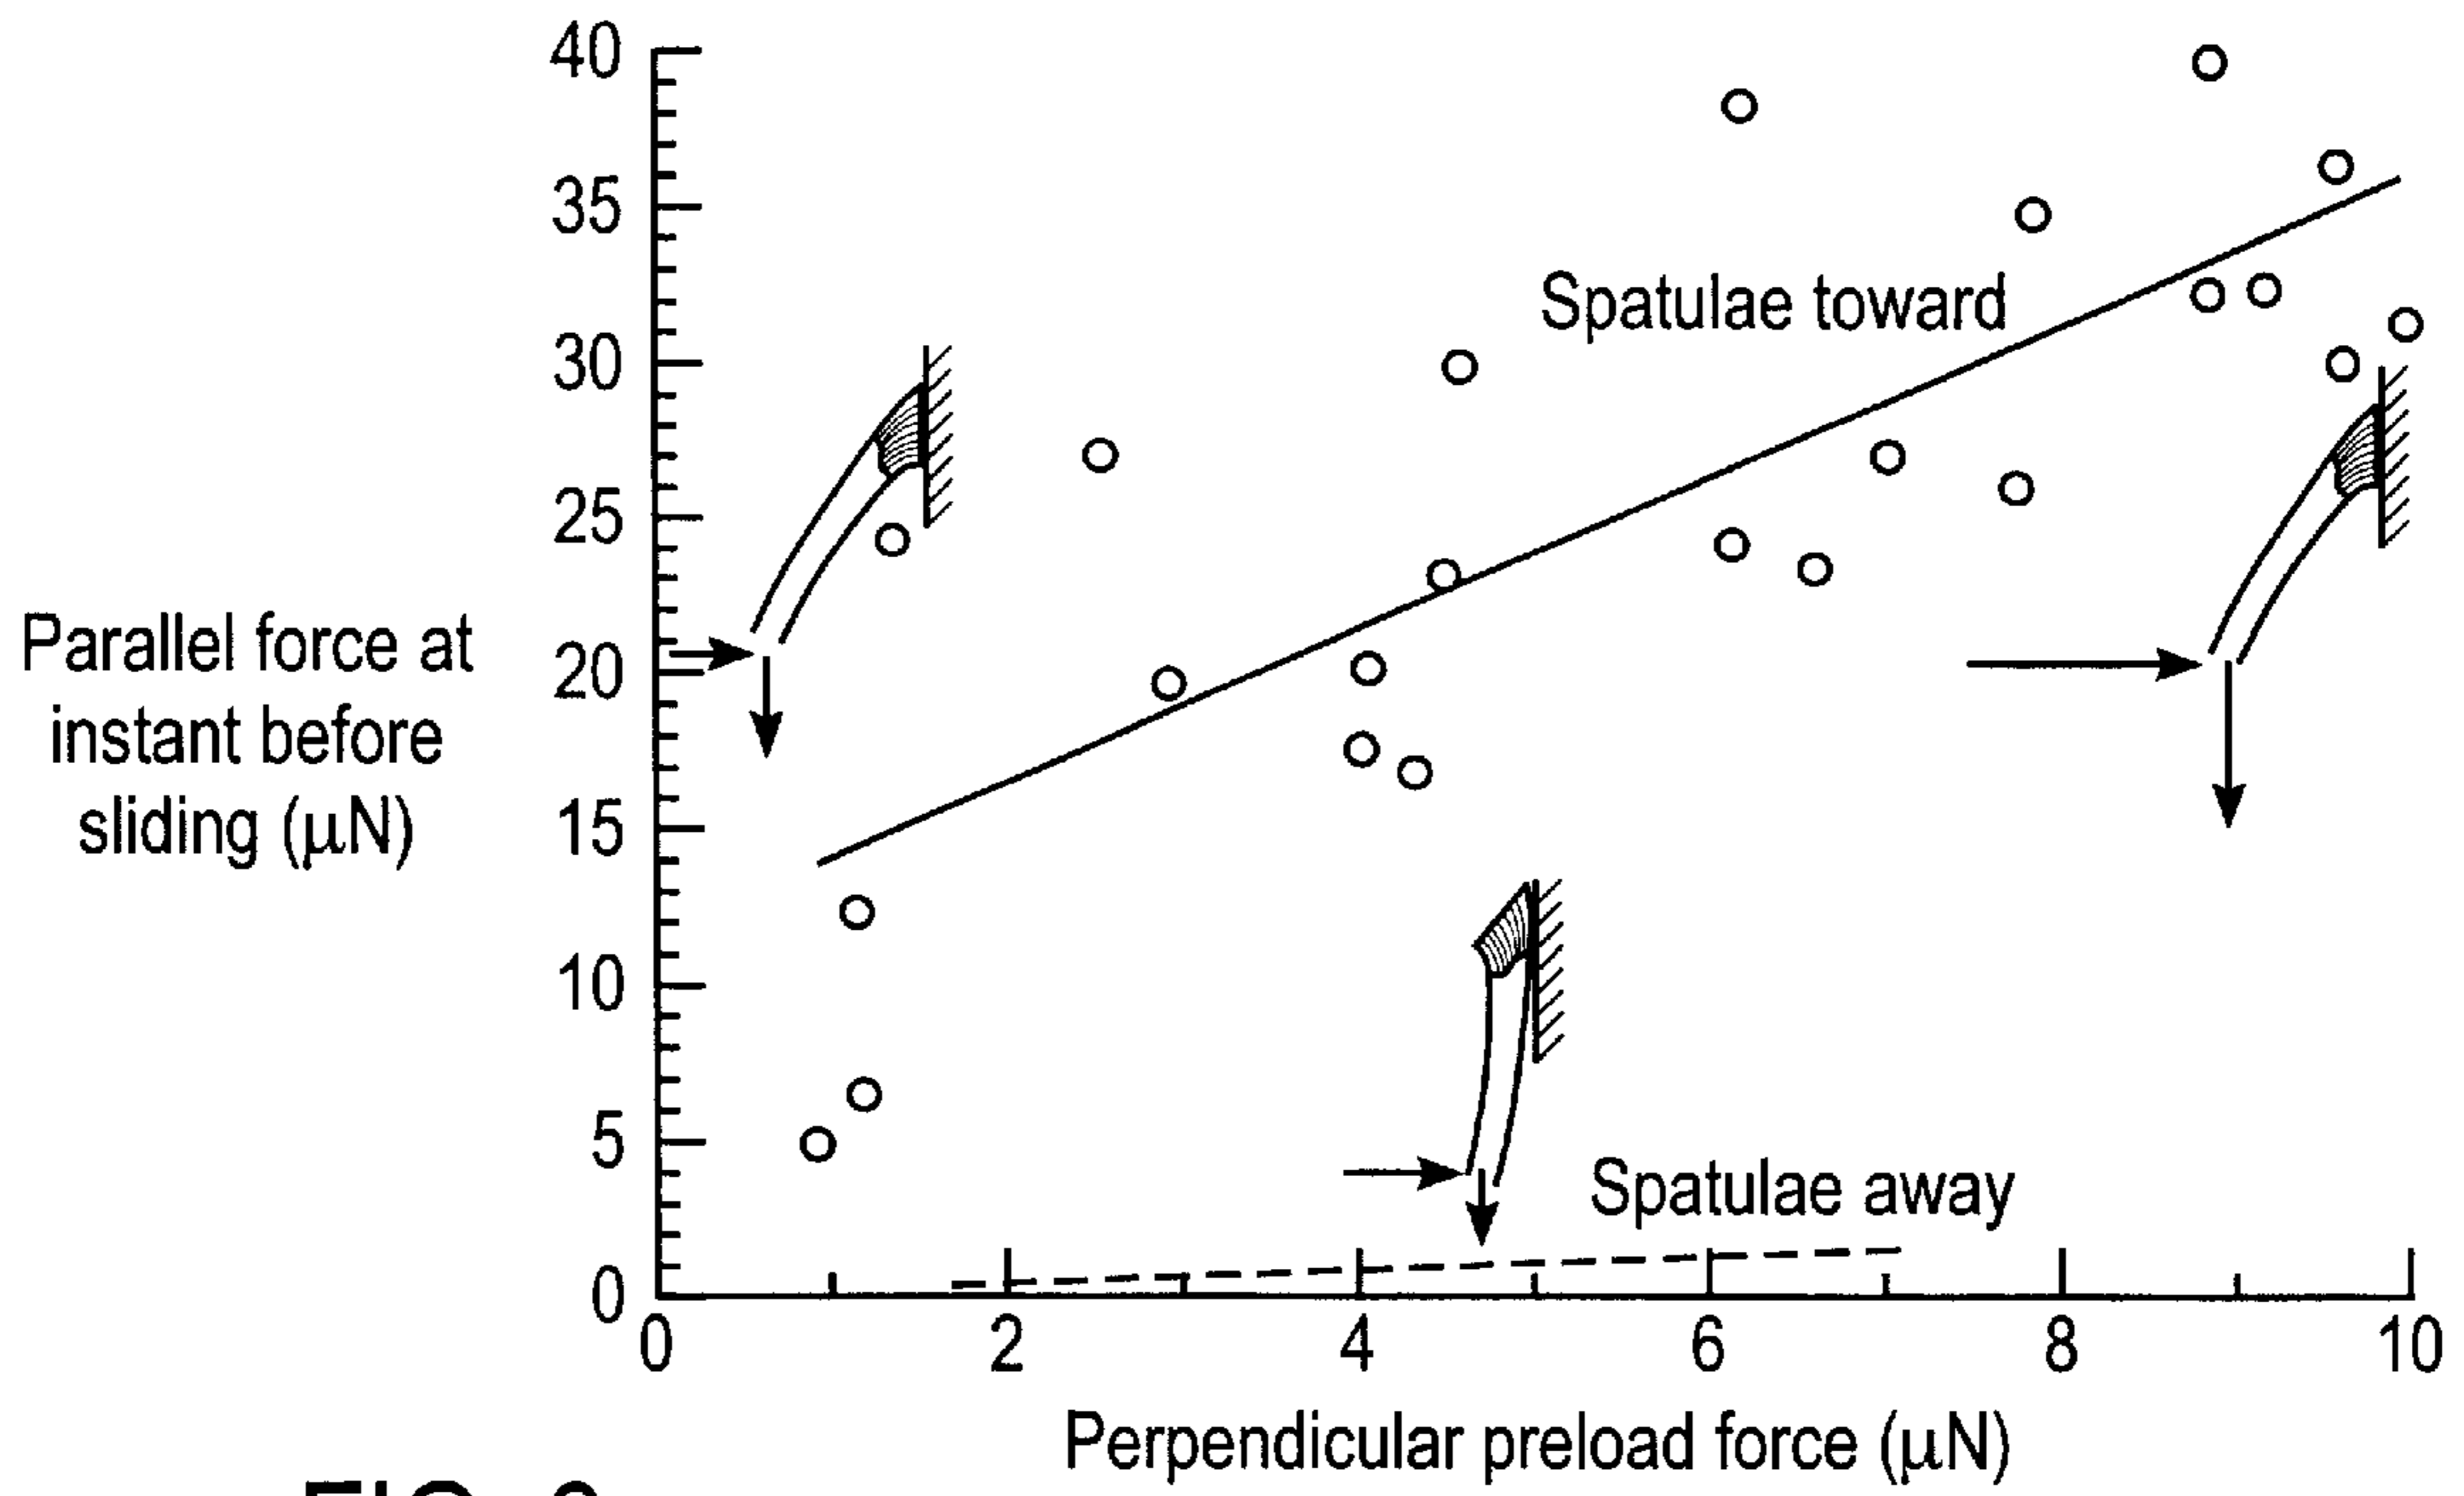 40
35
30
25
20
15
10
5
0
Parallel force at
instant before
sliding (µN)
Spatulae toward
Spatulae away
0 2 4 6 8 10
Perpendicular preload force (µN)